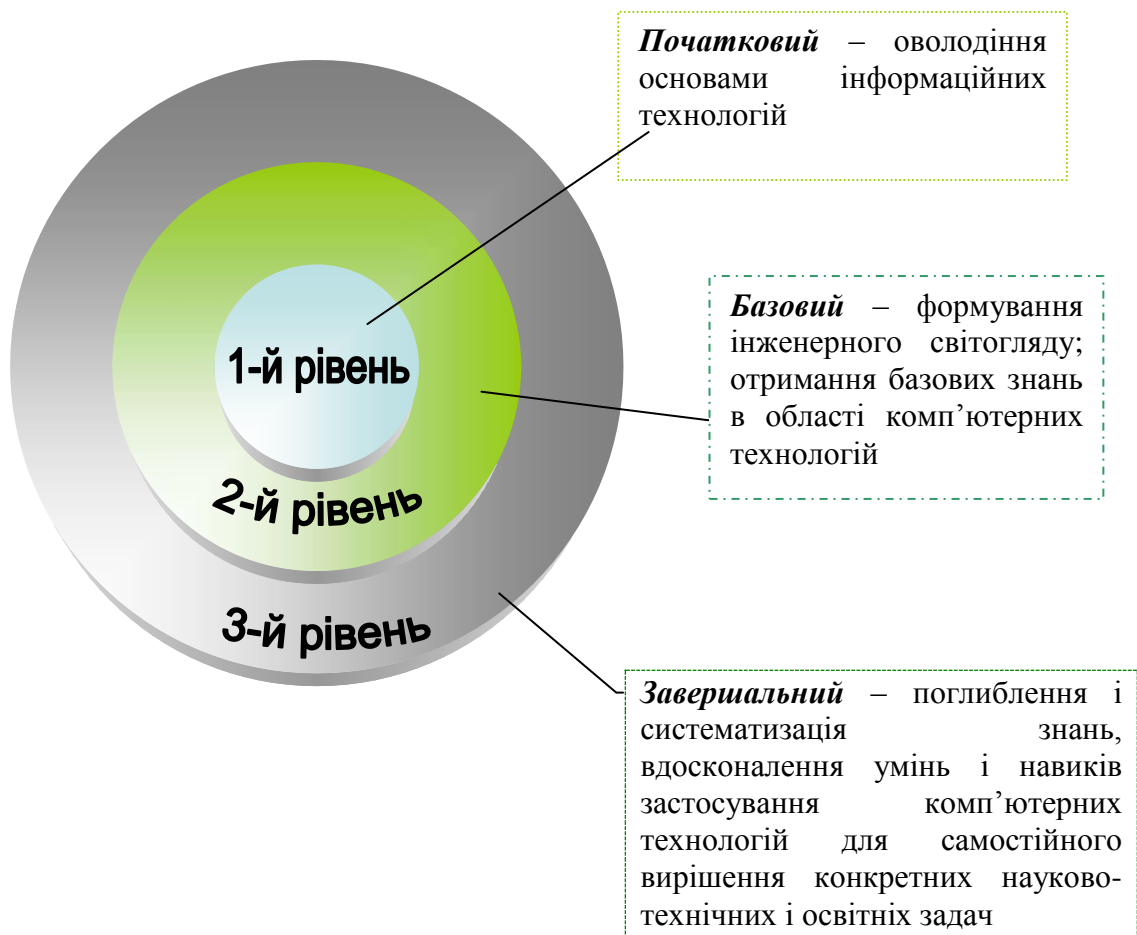 Початковий – оволодіння
основами інформаційних
технологій
Базовий – формування
інженерного світогляду;
отримання базових знань
в області комп’ютерних
технологій
1-й рівень
2-й рівень
3-й рівень
Завершальний – поглиблення і
систематизація знань,
вдосконалення умінь і навиків
застосування комп’ютерних
технологій для самостійного
вирішення конкретних науково-
технічних і освітніх задач